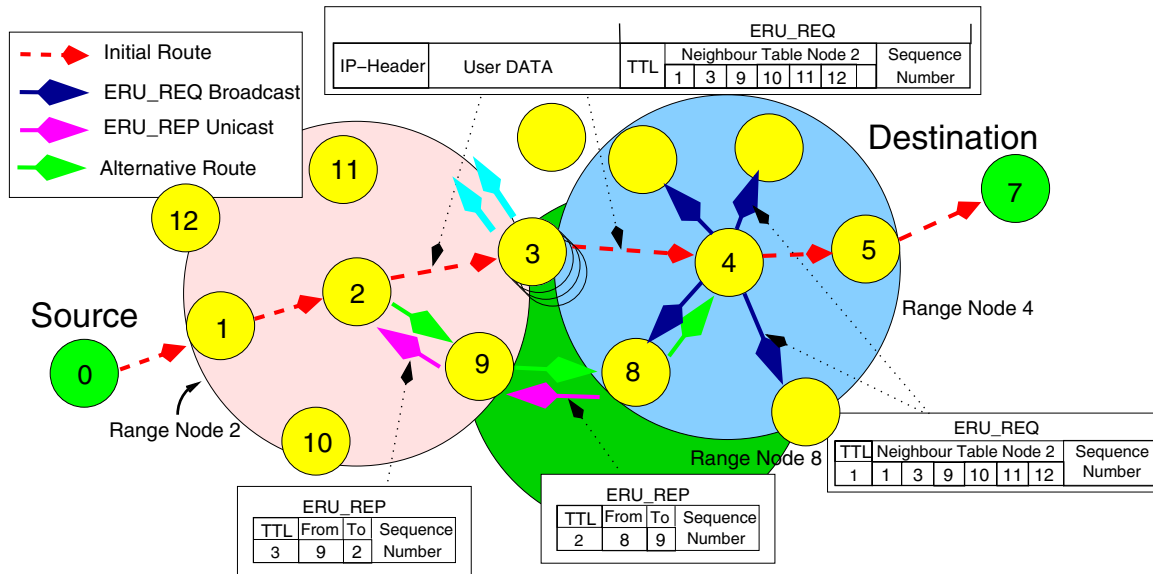 ERU_REQ
IP-Header
User DATA
TTL
Neighbour Table Node 2
1 3 9 10 11 12
Sequence
Number
Initial Route
ERU_REQ Broadcast
ERU_REP Unicast
Alternative Route
Destination
Source
11
12
7
3
4
5
2
1
0
9
8
10
Range Node 4
Range Node 2
Range Node 8
ERU_REQ
TTL Neighbour Table Node 2 Sequence
1 1 3 9 10 11 12 Number
ERU_REP
TTL From To Sequence
3 9 2 Number
ERU_REP
TTL From To Sequence
2 8 9 Number